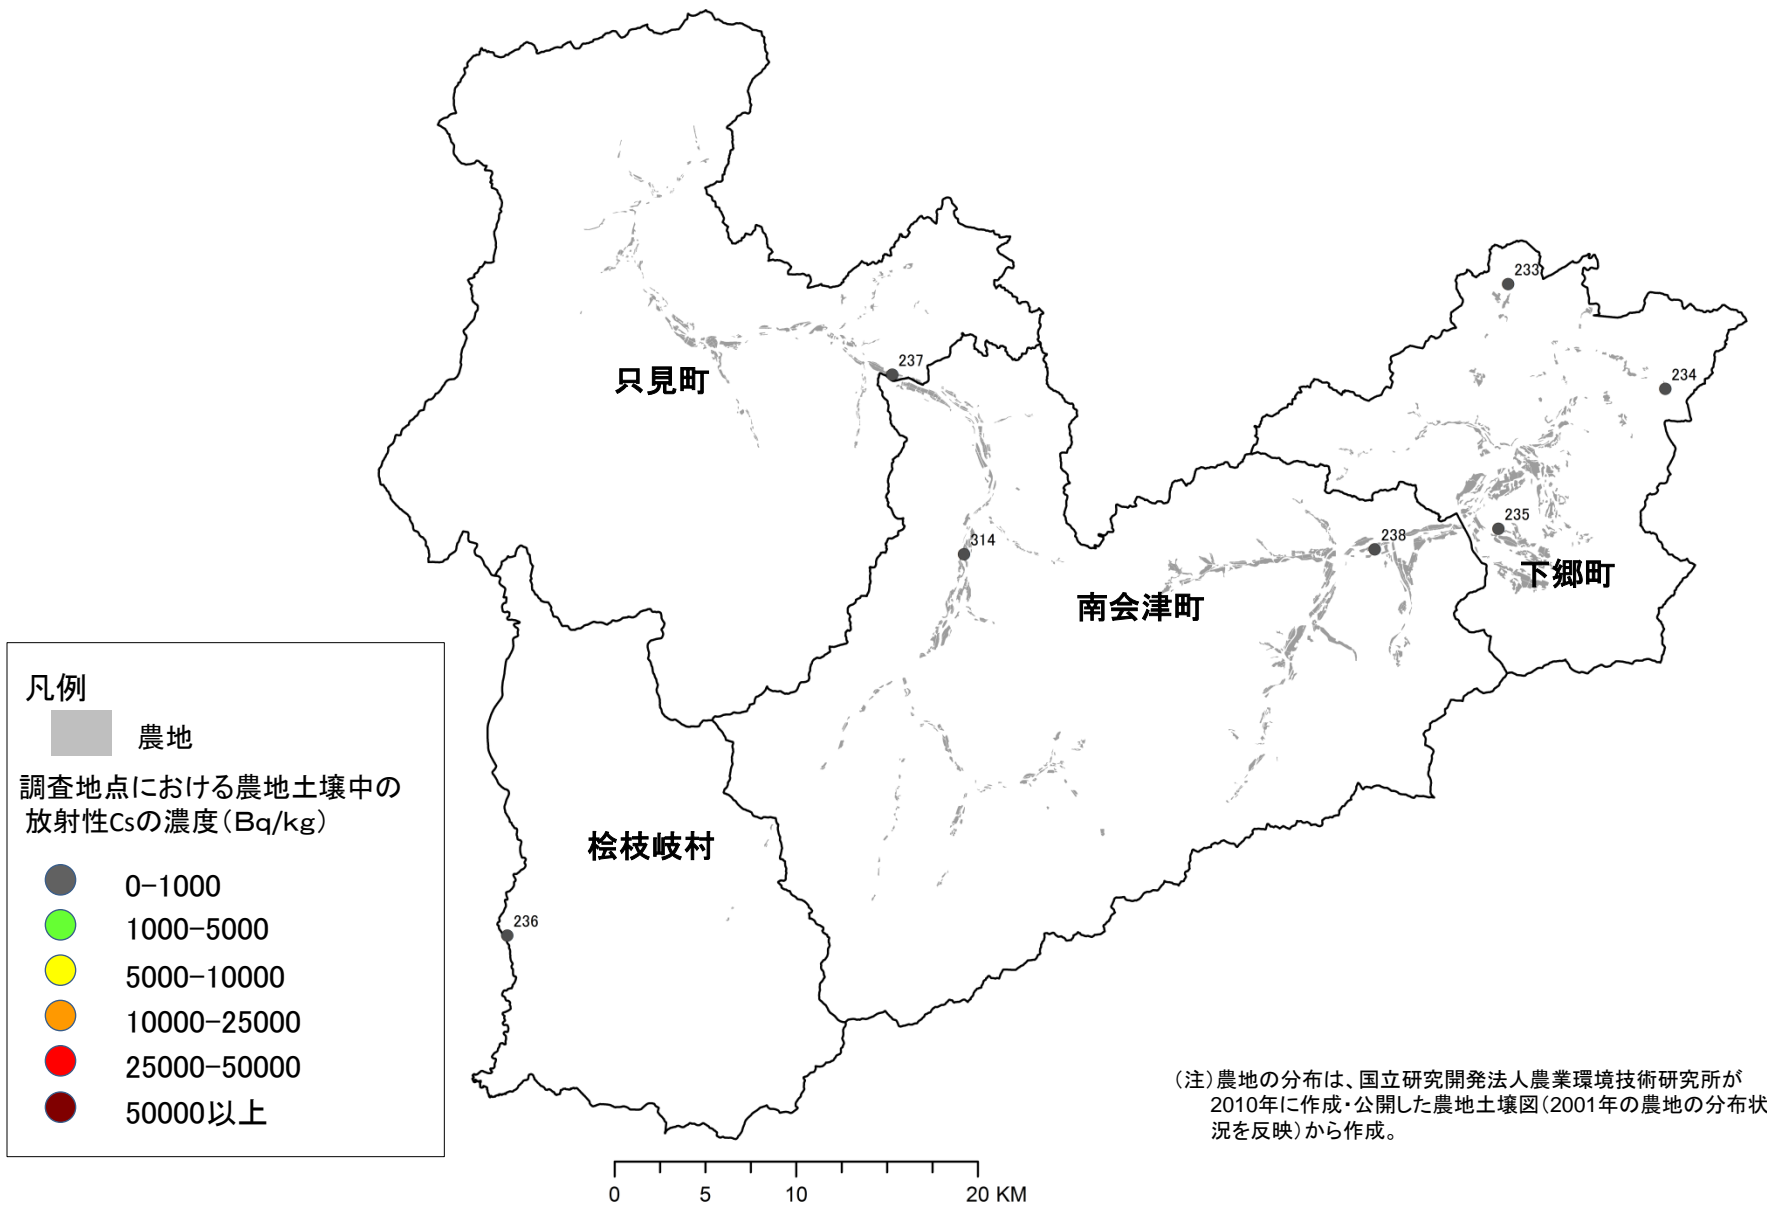 233
234
237
只見町
235
238
314
下郷町
南会津町
凡例
農地
調査地点における農地土壌中の
放射性Csの濃度（Bq/kg）
0-1000
1000-5000
5000-10000
10000-25000
25000-50000
50000以上
桧枝岐村
236
（注）農地の分布は、国立研究開発法人農業環境技術研究所が
2010年に作成・公開した農地土壌図（2001年の農地の分布状
況を反映）から作成。
0 5 10 20 KM